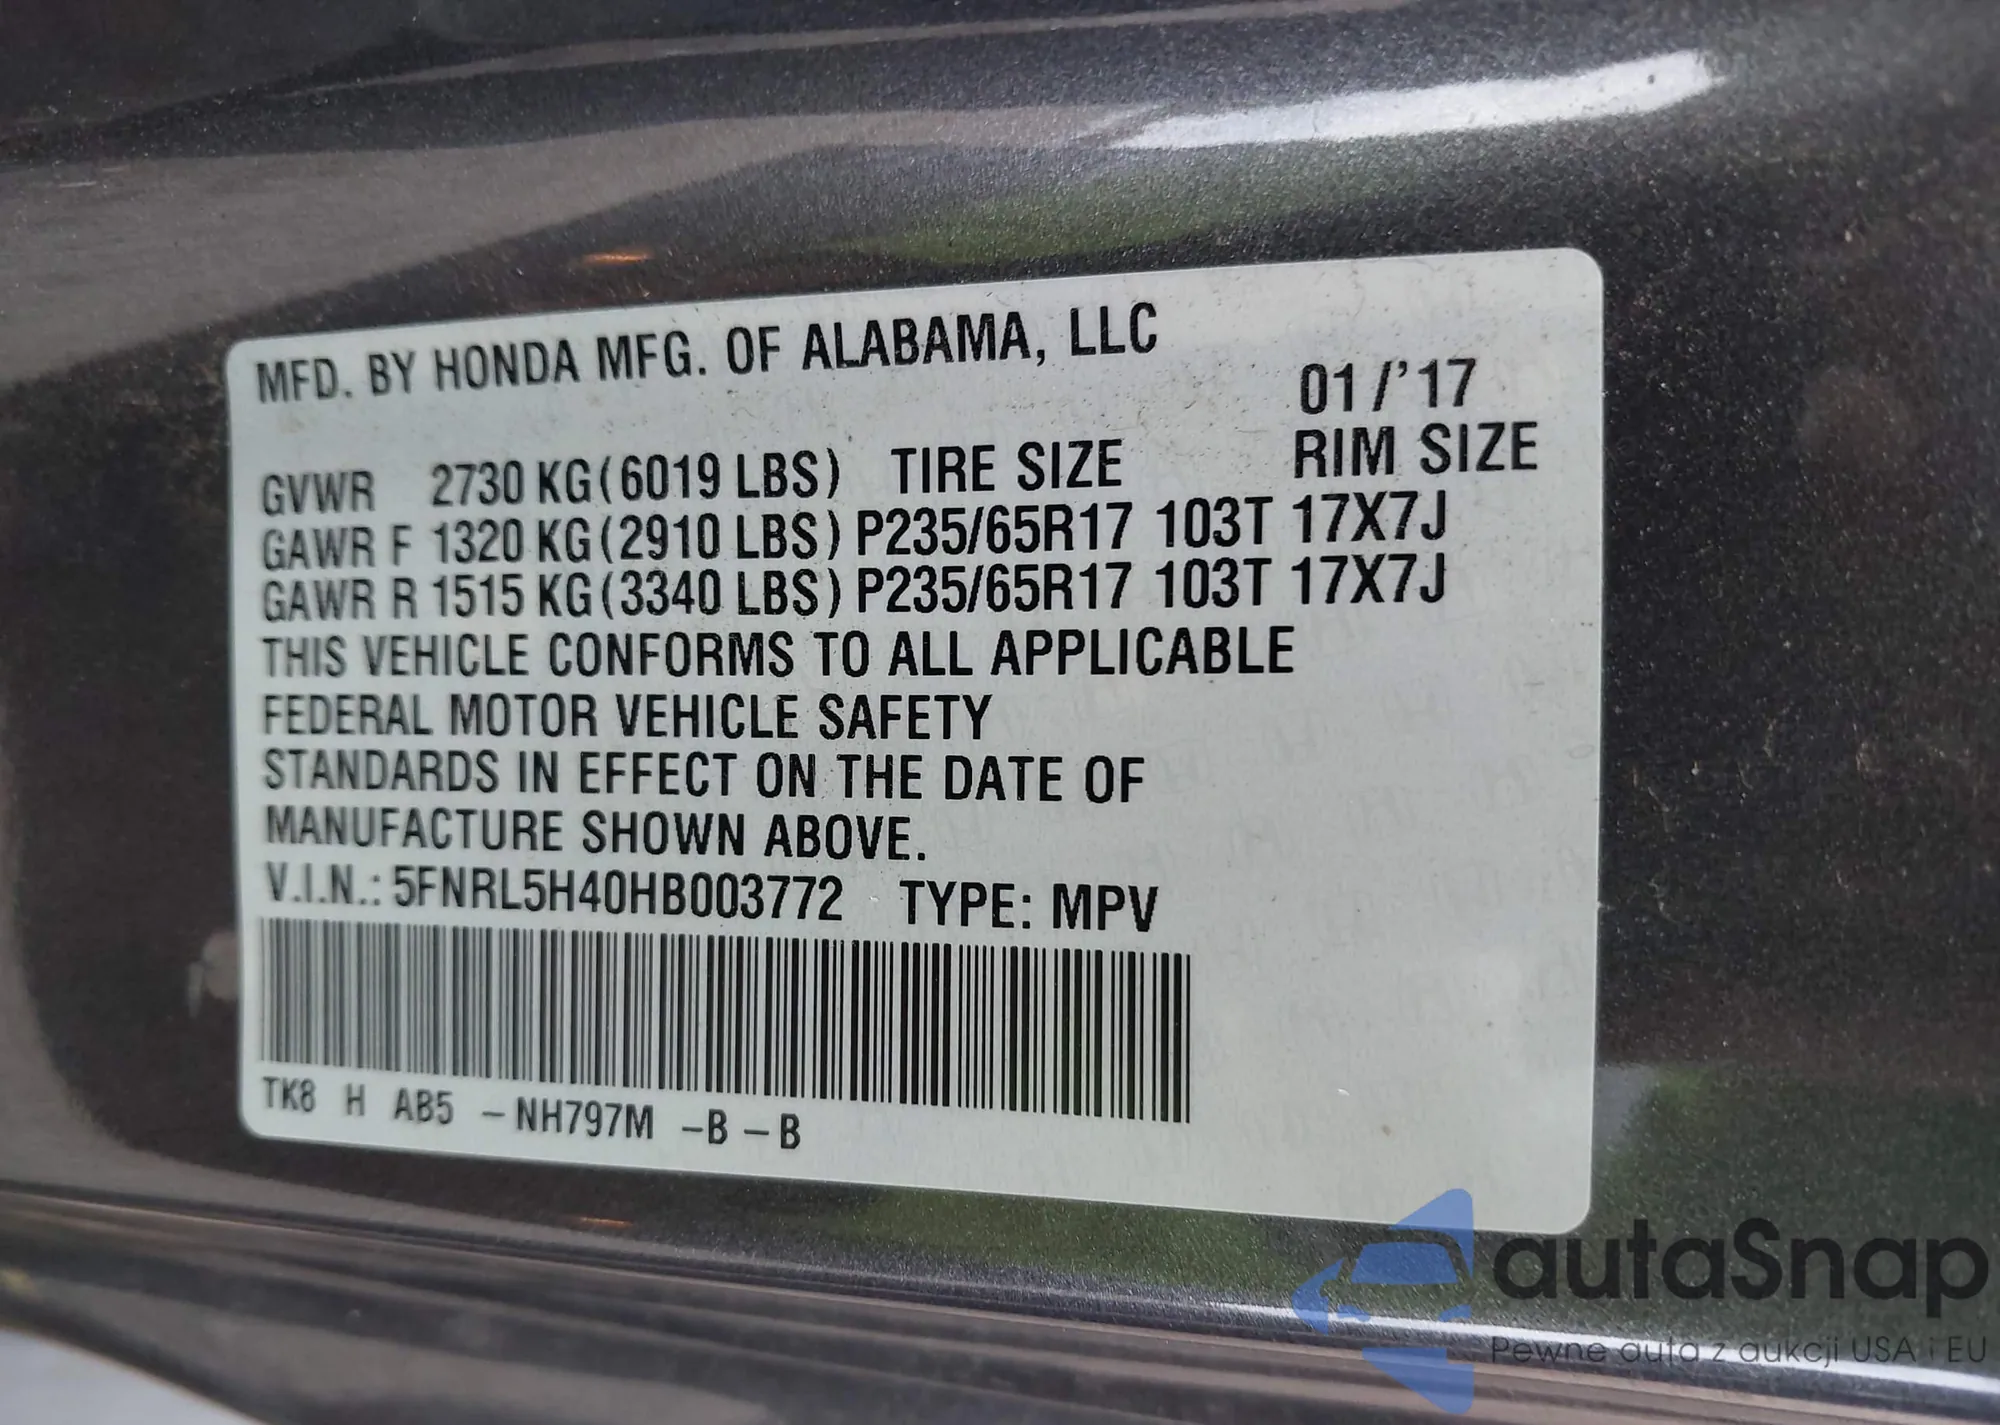 MFD. BY HONDA MFG. OF ALABAMA, LLC
01/'17
GVWR 2730 KG(6019 LBS) TIRE SIZE RIM SIZE
GAWR F 1320 KG(2910 LBS) P235/65R17 103T 17X7J
GAWR R 1515 KG(3340 LBS) P235/65R17 103T 17X7J
THIS VEHICLE CONFORMS TO ALL APPLICABLE
FEDERAL MOTOR VEHICLE SAFETY
STANDARDS IN EFFECT ON THE DATE OF
MANUFACTURE SHOWN ABOVE.
V.I.N.: 5FNRL5H40HB003772 TYPE: MPV
TK8 H AB5 –NH797M –B–B
autaSnap
Pewne auta z aukcji USA i EU